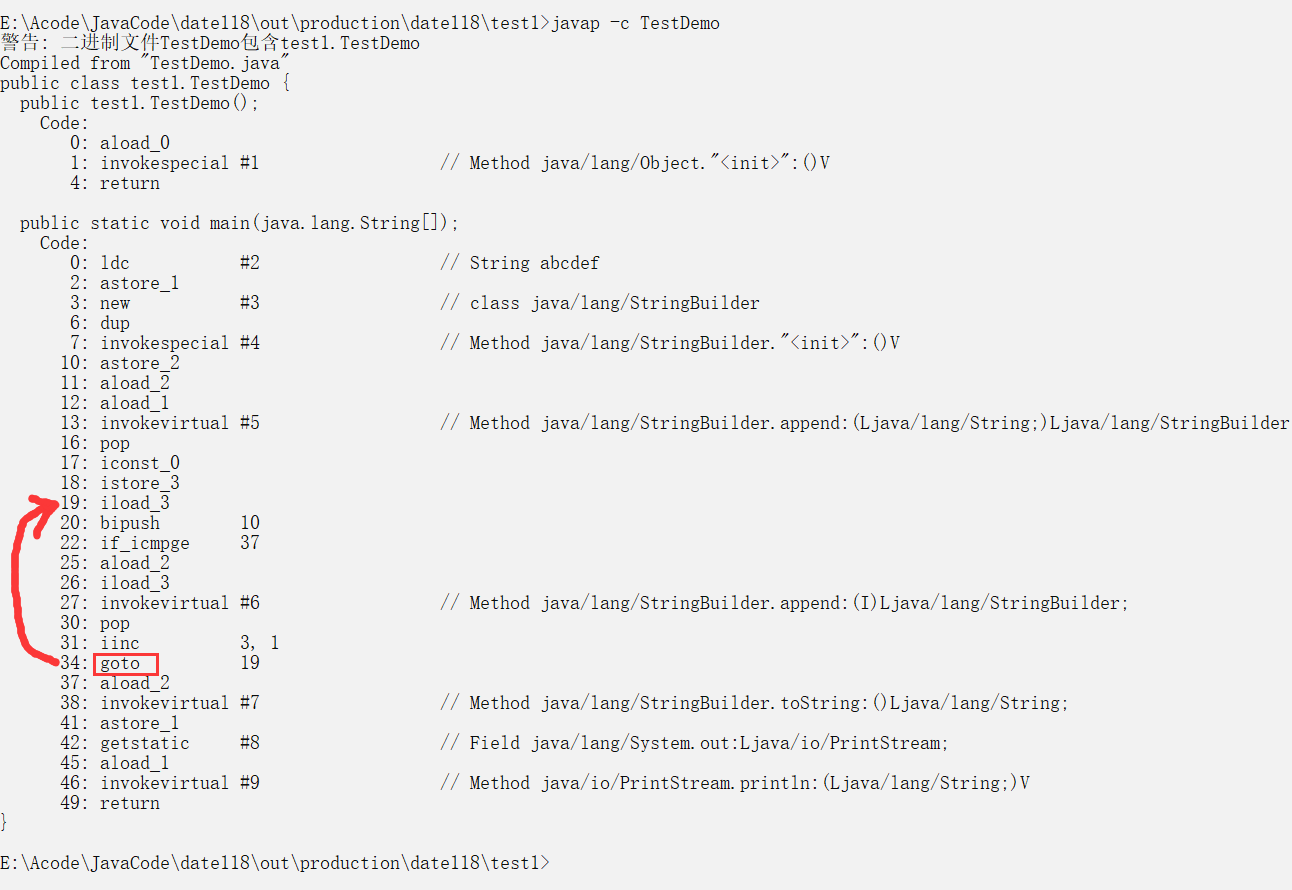 E:\Acode\JavaCode\date118\out\production\date118\test1>javap -c TestDemo
警告: 二进制文件TestDemo包含test1.TestDemo
Compiled from "TestDemo.java"
public class test1.TestDemo {
  public test1.TestDemo();
    Code:
       0: aload_0
       1: invokespecial #1                  // Method java/lang/Object."<init>":()V
       4: return

  public static void main(java.lang.String[]);
    Code:
       0: ldc           #2                  // String abcdef
       2: astore_1
       3: new           #3                  // class java/lang/StringBuilder
       6: dup
       7: invokespecial #4                  // Method java/lang/StringBuilder."<init>":()V
      10: astore_2
      11: aload_2
      12: aload_1
      13: invokevirtual #5                  // Method java/lang/StringBuilder.append:(Ljava/lang/String;)Ljava/lang/StringBuilder
      16: pop
      17: iconst_0
      18: istore_3
      19: iload_3
      20: bipush        10
      22: if_icmpge     37
      25: aload_2
      26: iload_3
      27: invokevirtual #6                  // Method java/lang/StringBuilder.append:(I)Ljava/lang/StringBuilder;
      30: pop
      31: iinc          3, 1
      34: goto          19
      37: aload_2
      38: invokevirtual #7                  // Method java/lang/StringBuilder.toString:()Ljava/lang/String;
      41: astore_1
      42: getstatic     #8                  // Field java/lang/System.out:Ljava/io/PrintStream;
      45: aload_1
      46: invokevirtual #9                  // Method java/io/PrintStream.println:(Ljava/lang/String;)V
      49: return
}

E:\Acode\JavaCode\date118\out\production\date118\test1>